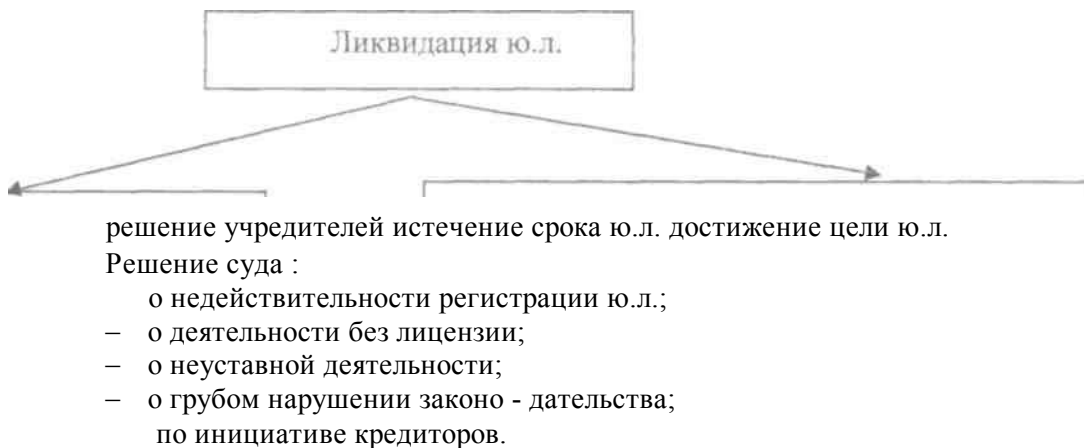 Ликвидация ю.л.
решение учредителей истечение срока ю.л. достижение цели ю.л.
Решение суда :
о недействительности регистрации ю.л.;
– о деятельности без лицензии;
– о неуставной деятельности;
– о грубом нарушении законо - дательства;
по инициативе кредиторов.